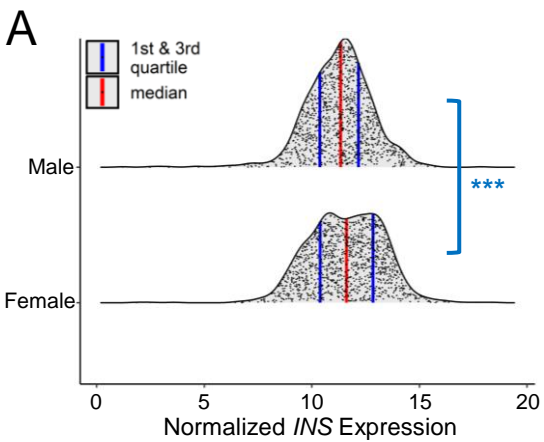 A
1st & 3rd
quartile
median
Male
***
Female
0 5 10 15 20
Normalized INS Expression